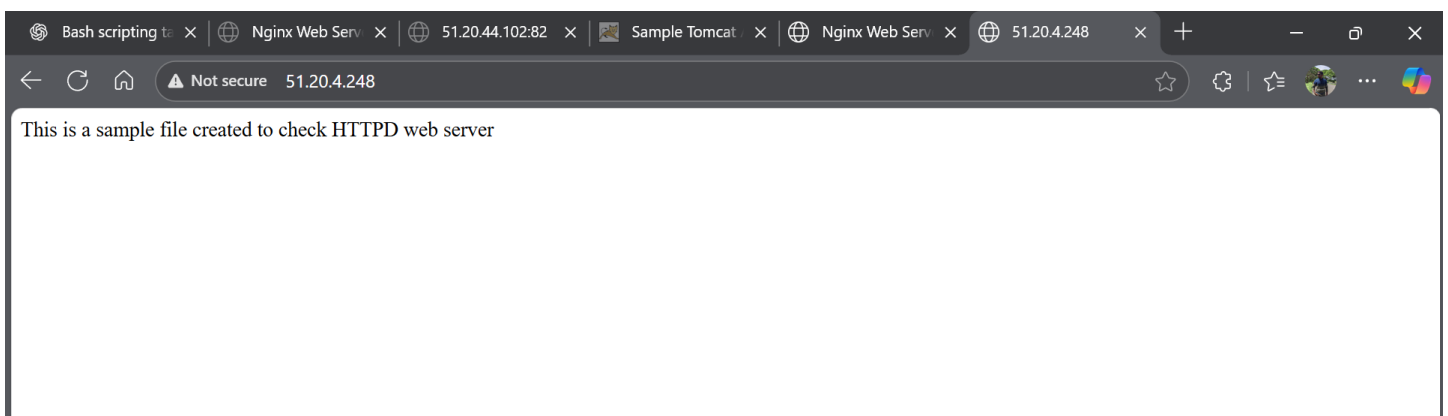 Bash scripting ta Nginx Web Serv 51.20.44.102:82 Sample Tomcat A Nginx Web Serv 51.20.4.248
Not secure 51.20.4.248
This is a sample file created to check HTTPD web server